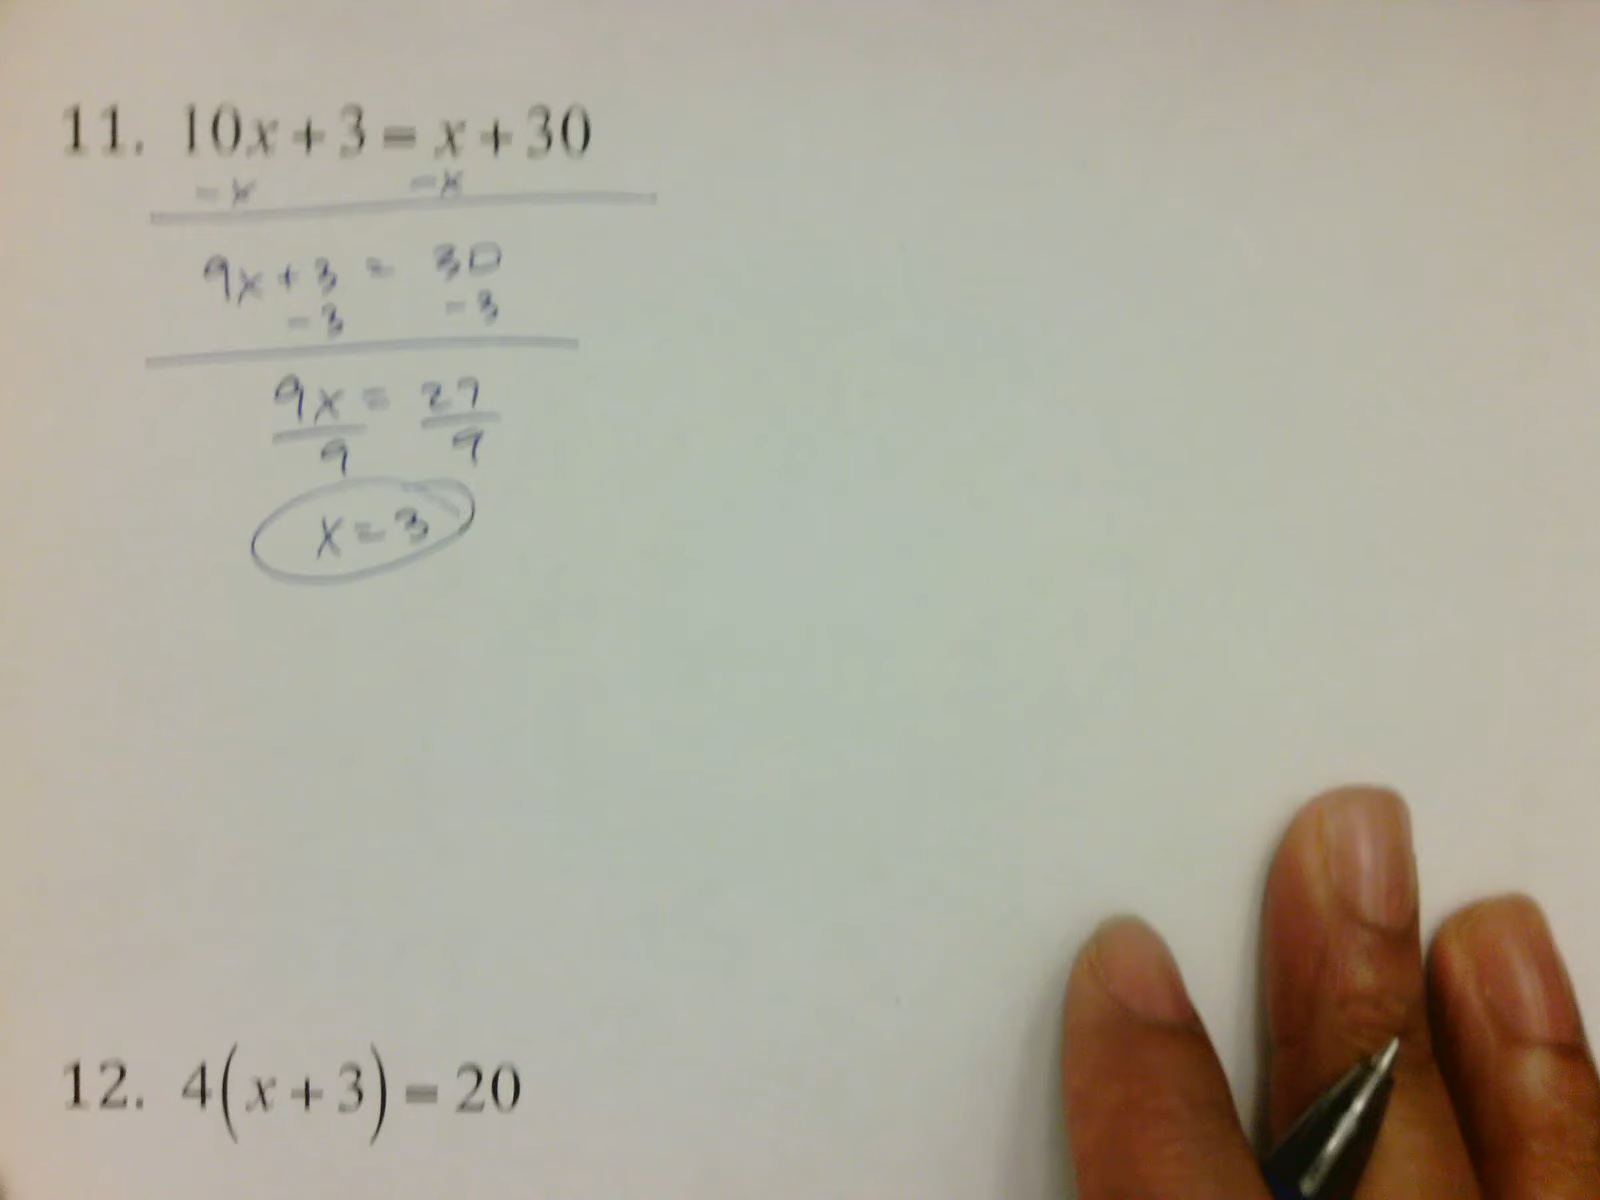 11. 10x + 3 = x + 30
- x - x
9x + 3 = 30
- 3 - 3
9x = 27
9 9
x = 3
12. 4(x + 3) = 20